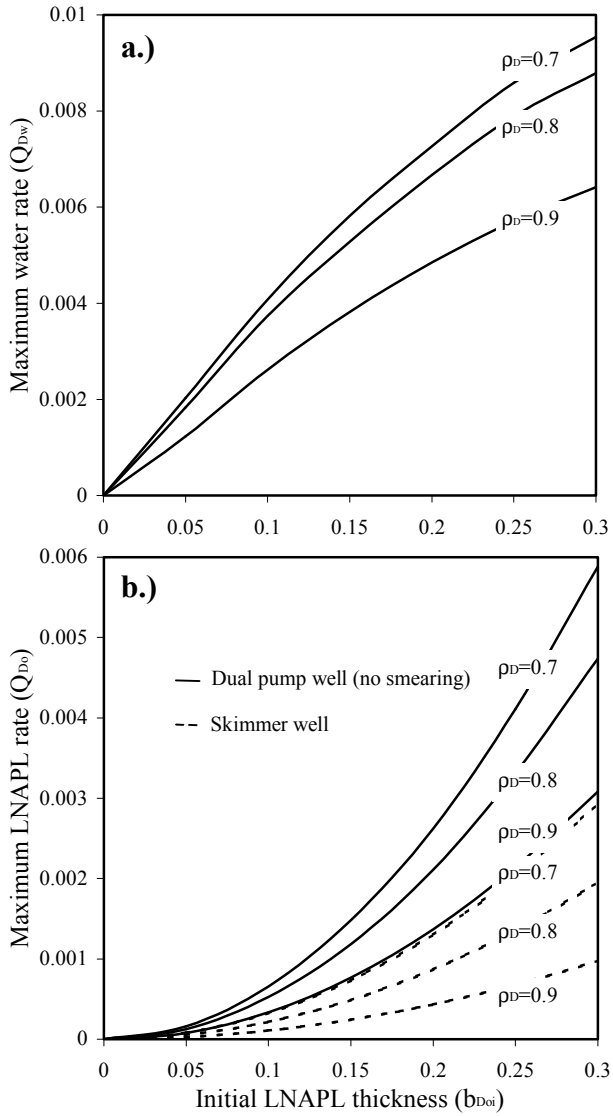 a.)
Maximum water rate (QDw)
0.01
0.008
0.006
0.004
0.002
0
ρD=0.7
ρD=0.8
ρD=0.9
0 0.05 0.1 0.15 0.2 0.25 0.3
b.)
Maximum LNAPL rate (QDo)
0.006
0.005
0.004
0.003
0.002
0.001
0
Dual pump well (no smearing)
Skimmer well
ρD=0.7
ρD=0.8
ρD=0.9
ρD=0.7
ρD=0.8
ρD=0.9
0 0.05 0.1 0.15 0.2 0.25 0.3
Initial LNAPL thickness (bDoi)